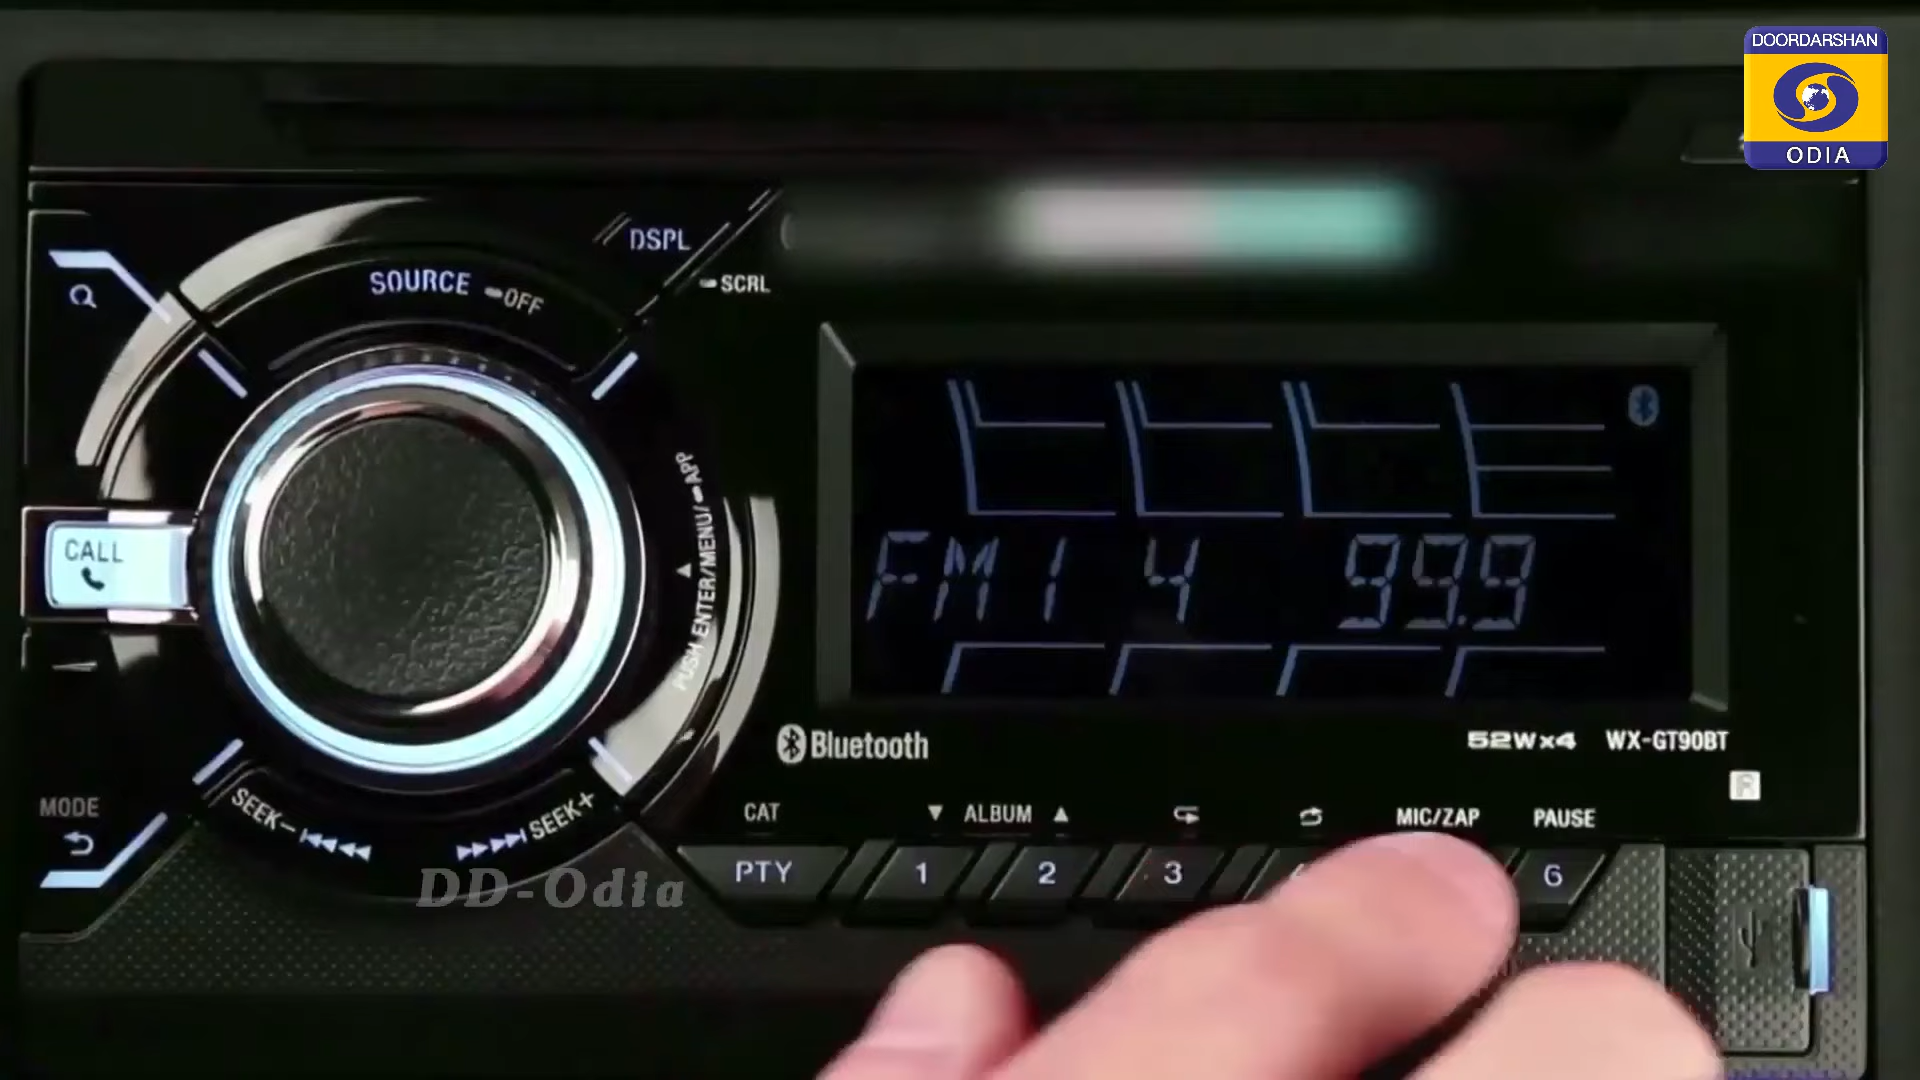 DOORDARSHAN
ODIA
DSPL
SOURCE
OFF
SCRL
CALL
PUSH ENTER/MENU/ APP
FM1 4 99.9
Bluetooth
52W×4 WX-GT90BT
R
MODE
SEEK-
SEEK+
CAT
ALBUM
MIC/ZAP
PAUSE
PTY
1
2
3
6
DD-Odia